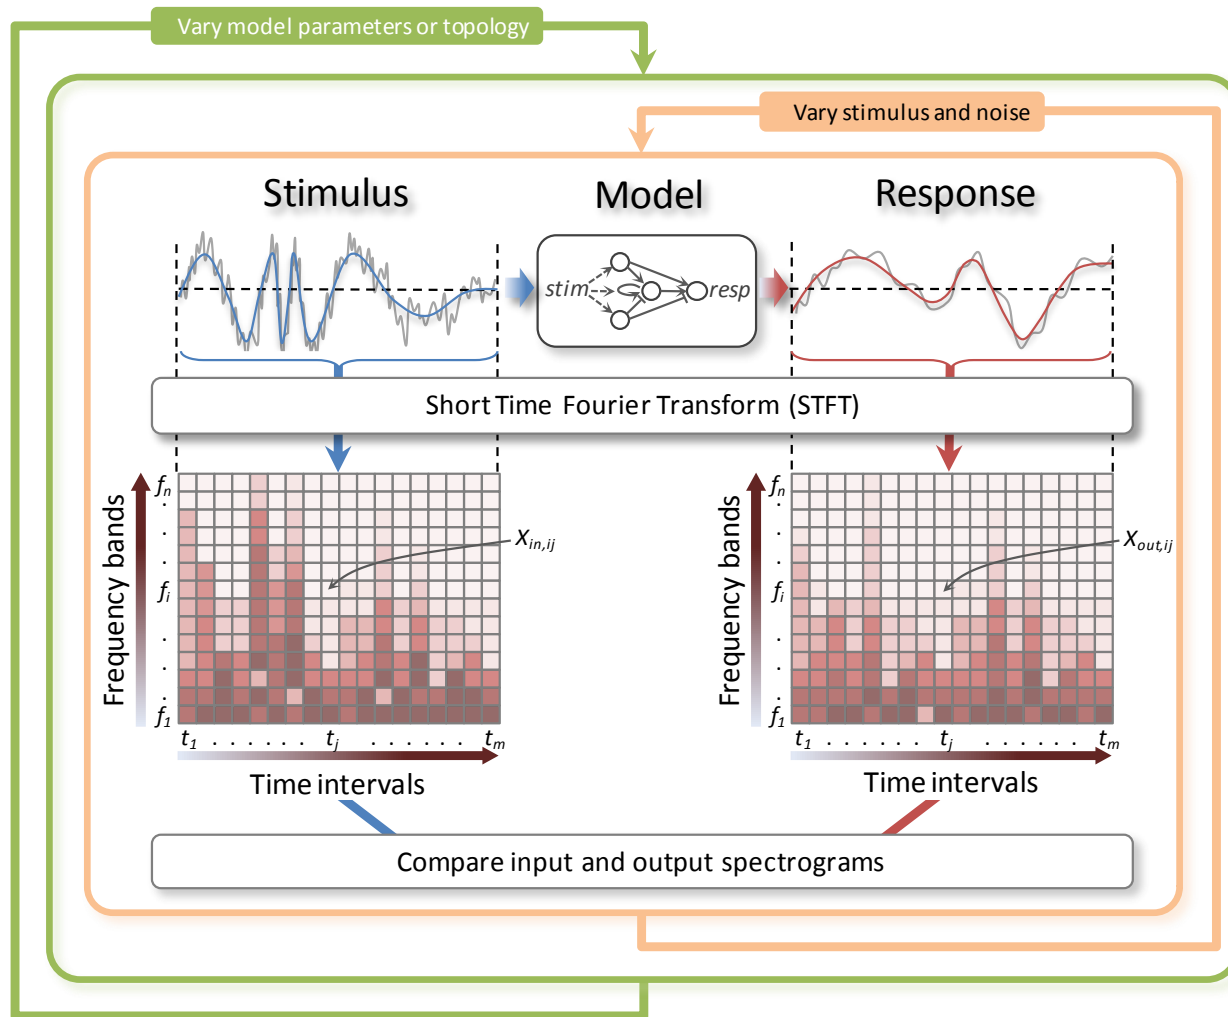 Vary model parameters or topology
Vary stimulus and noise
Stimulus
Model
Response
stim
resp
Short Time Fourier Transform (STFT)
Frequency bands
fn
.
.
fi
.
.
f1
Xin,ij
t1 . . . . . . tj . . . . . . . tm
Time intervals
Frequency bands
fn
.
.
fi
.
.
f1
Xout,ij
t1 . . . . . . tj . . . . . . tm
Time intervals
Compare input and output spectrograms